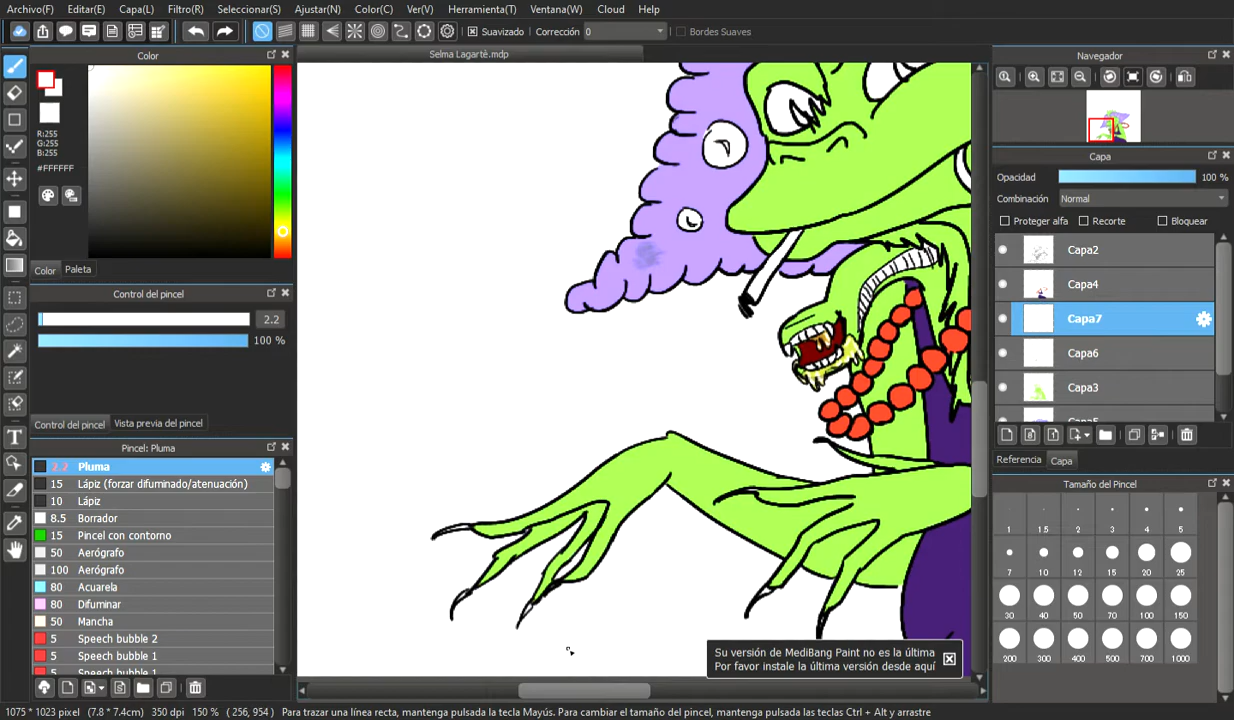 Archivo(F) Editar(E) Capa(L) Filtro(R) Seleccionar(S) Ajustar(N) Color(C) Ver(V) Herramienta(T) Ventana(W) Cloud Help
Suavizado Corrección 0 Bordes Suaves
Color
Selma Lagarté.mdp
Navegador
R:255
G:255
B:255
#FFFFFF
Color Paleta
Capa
Opacidad 100 %
Combinación Normal
Proteger alfa Recorte Bloquear
Capa2
Capa4
Capa7
Capa6
Capa3
Capa5
Control del pincel
2.2
100 %
Control del pincel Vista previa del pincel
Referencia Capa
Pincel: Pluma
2.2 Pluma
15 Lápiz (forzar difuminado/atenuación)
10 Lápiz
8.5 Borrador
15 Pincel con contorno
50 Aerógrafo
100 Aerógrafo
80 Acuarela
80 Difuminar
50 Mancha
5 Speech bubble 2
5 Speech bubble 1
5 Speech bubble 1
Tamaño del Pincel
1 1.5 2 3 4 5
7 10 12 15 20 25
30 40 50 70 100 150
200 300 400 500 700 1000
Su versión de MediBang Paint no es la última
Por favor instale la última versión desde aquí
1075 * 1023 pixel (7.8 * 7.4cm) 350 dpi 150 % ( 256, 954 ) Para trazar una línea recta, mantenga pulsada la tecla Mayús. Para cambiar el tamaño del pincel, mantenga pulsadas las teclas Ctrl + Alt y arrastre